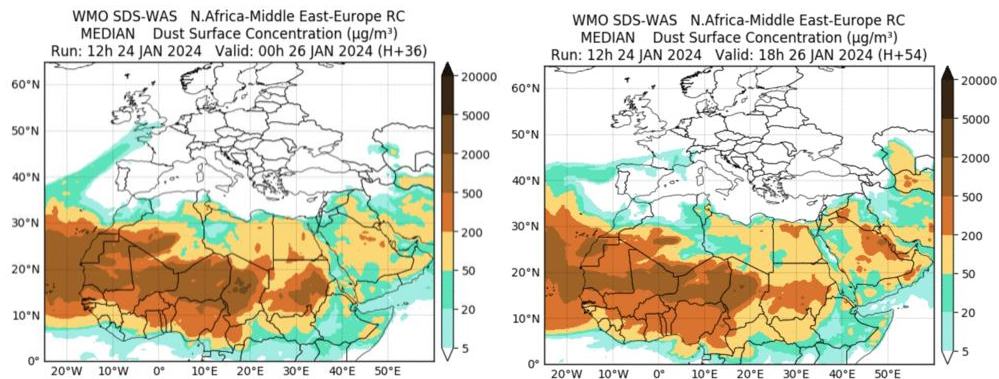 WMO SDS-WAS N.Africa-Middle East-Europe RC
MEDIAN Dust Surface Concentration (µg/m³)
Run: 12h 24 JAN 2024 Valid: 00h 26 JAN 2024 (H+36)
60°N
50°N
40°N
30°N
20°N
10°N
0°
20°W
10°W
0°
10°E
20°E
30°E
40°E
50°E
20000
5000
2000
500
200
50
20
5
WMO SDS-WAS N.Africa-Middle East-Europe RC
MEDIAN Dust Surface Concentration (µg/m³)
Run: 12h 24 JAN 2024 Valid: 18h 26 JAN 2024 (H+54)
60°N
50°N
40°N
30°N
20°N
10°N
0°
20°W
10°W
0°
10°E
20°E
30°E
40°E
50°E
20000
5000
2000
500
200
50
20
5